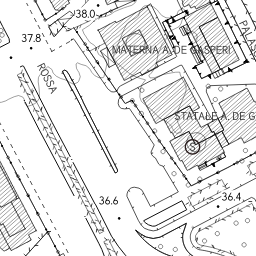 38.0
37.8
MATERNA A. DE GASPERI
PALA
ROSSA
STATALE A. DE G
36.6
36.4